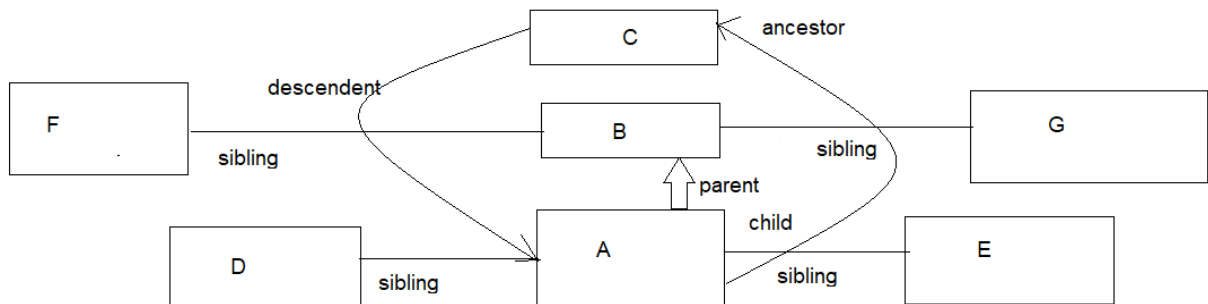 C
ancestor
descendent
F
B
G
sibling
sibling
parent
child
A
D
E
sibling
sibling